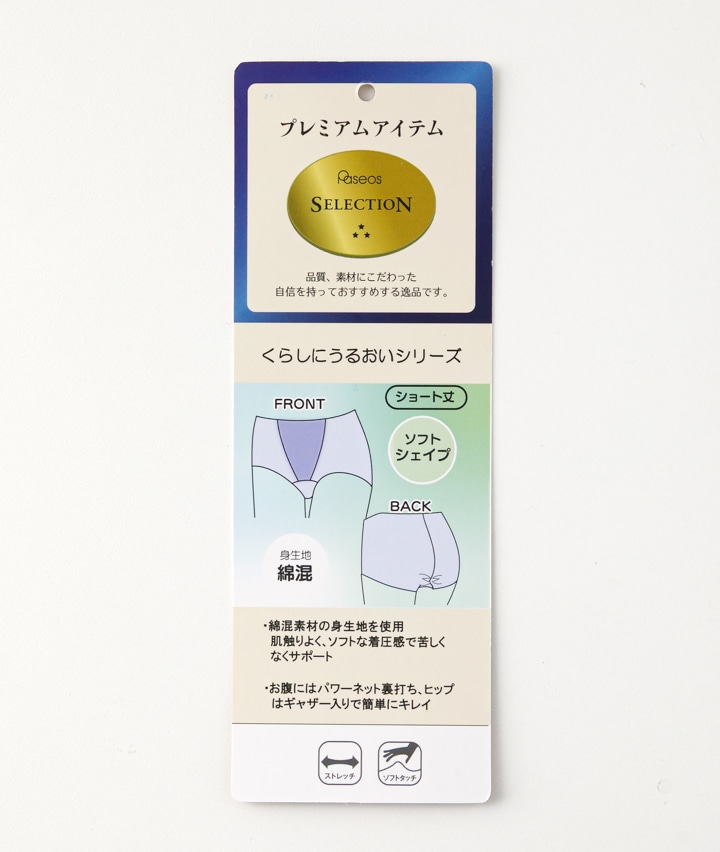 プレミアムアイテム
Paseos
SELECTION
品質、素材にこだわった
自信を持っておすすめする逸品です。
くらしにうるおいシリーズ
ショート丈
FRONT
ソフト
シェイプ
BACK
身生地
綿混
・綿混素材の身生地を使用
肌触りよく、ソフトな着圧感で苦しく
なくサポート
・お腹にはパワーネット裏打ち、ヒップ
はギャザー入りで簡単にキレイ
ストレッチ
ソフトタッチ